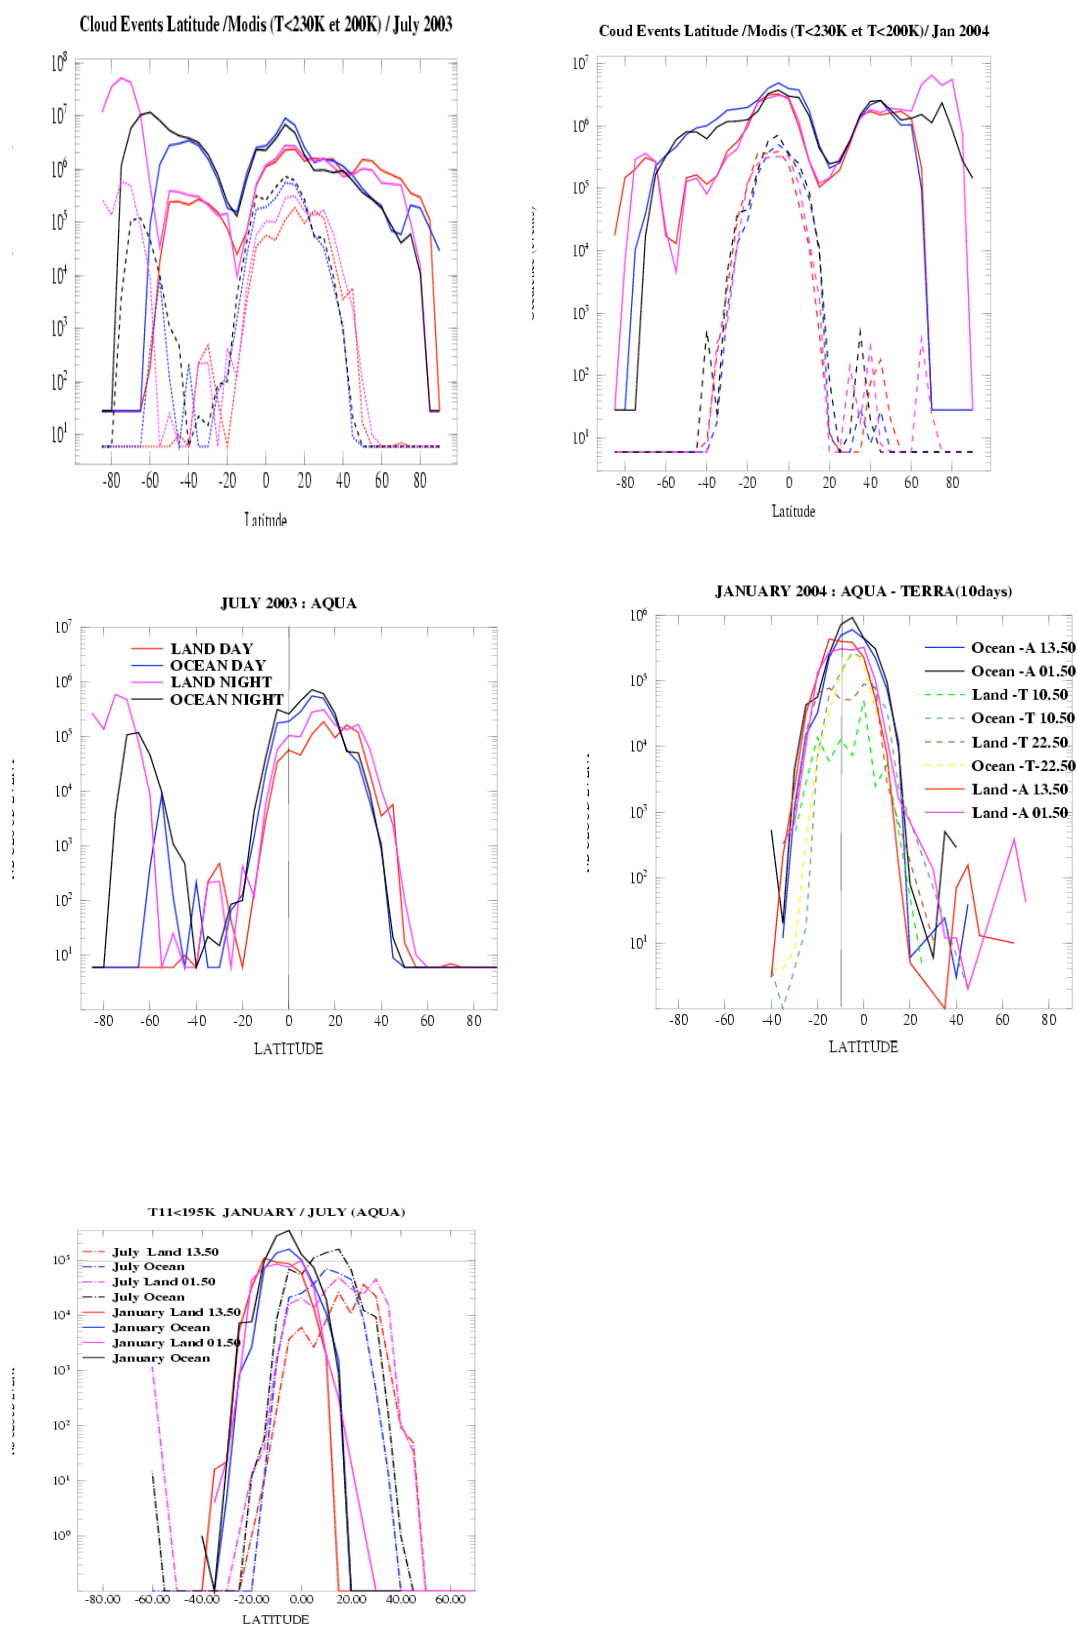 Cloud Events Latitude /Modis (T<230K et 200K) / July 2003
10⁸
10⁷
10⁶
10⁵
10⁴
10³
10²
10¹
-80 -60 -40 -20 0 20 40 60 80
Latitude
Coud Events Latitude /Modis (T<230K et T<200K)/ Jan 2004
10⁷
10⁶
10⁵
10⁴
10³
10²
10¹
-80 -60 -40 -20 0 20 40 60 80
Latitude
JULY 2003 : AQUA
LAND DAY
OCEAN DAY
LAND NIGHT
OCEAN NIGHT
10⁷
10⁶
10⁵
10⁴
10³
10²
10¹
-80 -60 -40 -20 0 20 40 60 80
LATITUDE
JANUARY 2004 : AQUA - TERRA(10days)
Ocean -A 13.50
Ocean -A 01.50
Land -T 10.50
Ocean -T 10.50
Land -T 22.50
Ocean -T-22.50
Land -A 13.50
Land -A 01.50
10⁶
10⁵
10⁴
10³
10²
10¹
-80 -60 -40 -20 0 20 40 60 80
LATITUDE
T11<195K JANUARY / JULY (AQUA)
July Land 13.50
July Ocean
July Land 01.50
July Ocean
January Land 13.50
January Ocean
January Land 01.50
January Ocean
10⁵
10⁴
10³
10²
10¹
10⁰
-80.00 -60.00 -40.00 -20.00 0.00 20.00 40.00 60.00
LATITUDE